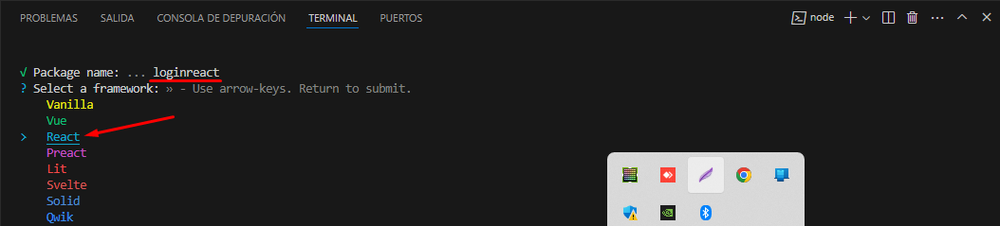 PROBLEMAS SALIDA CONSOLA DE DEPURACIÓN TERMINAL PUERTOS node
√ Package name: ... loginreact
? Select a framework: » - Use arrow-keys. Return to submit.
Vanilla
Vue
> React
Preact
Lit
Svelte
Solid
Qwik